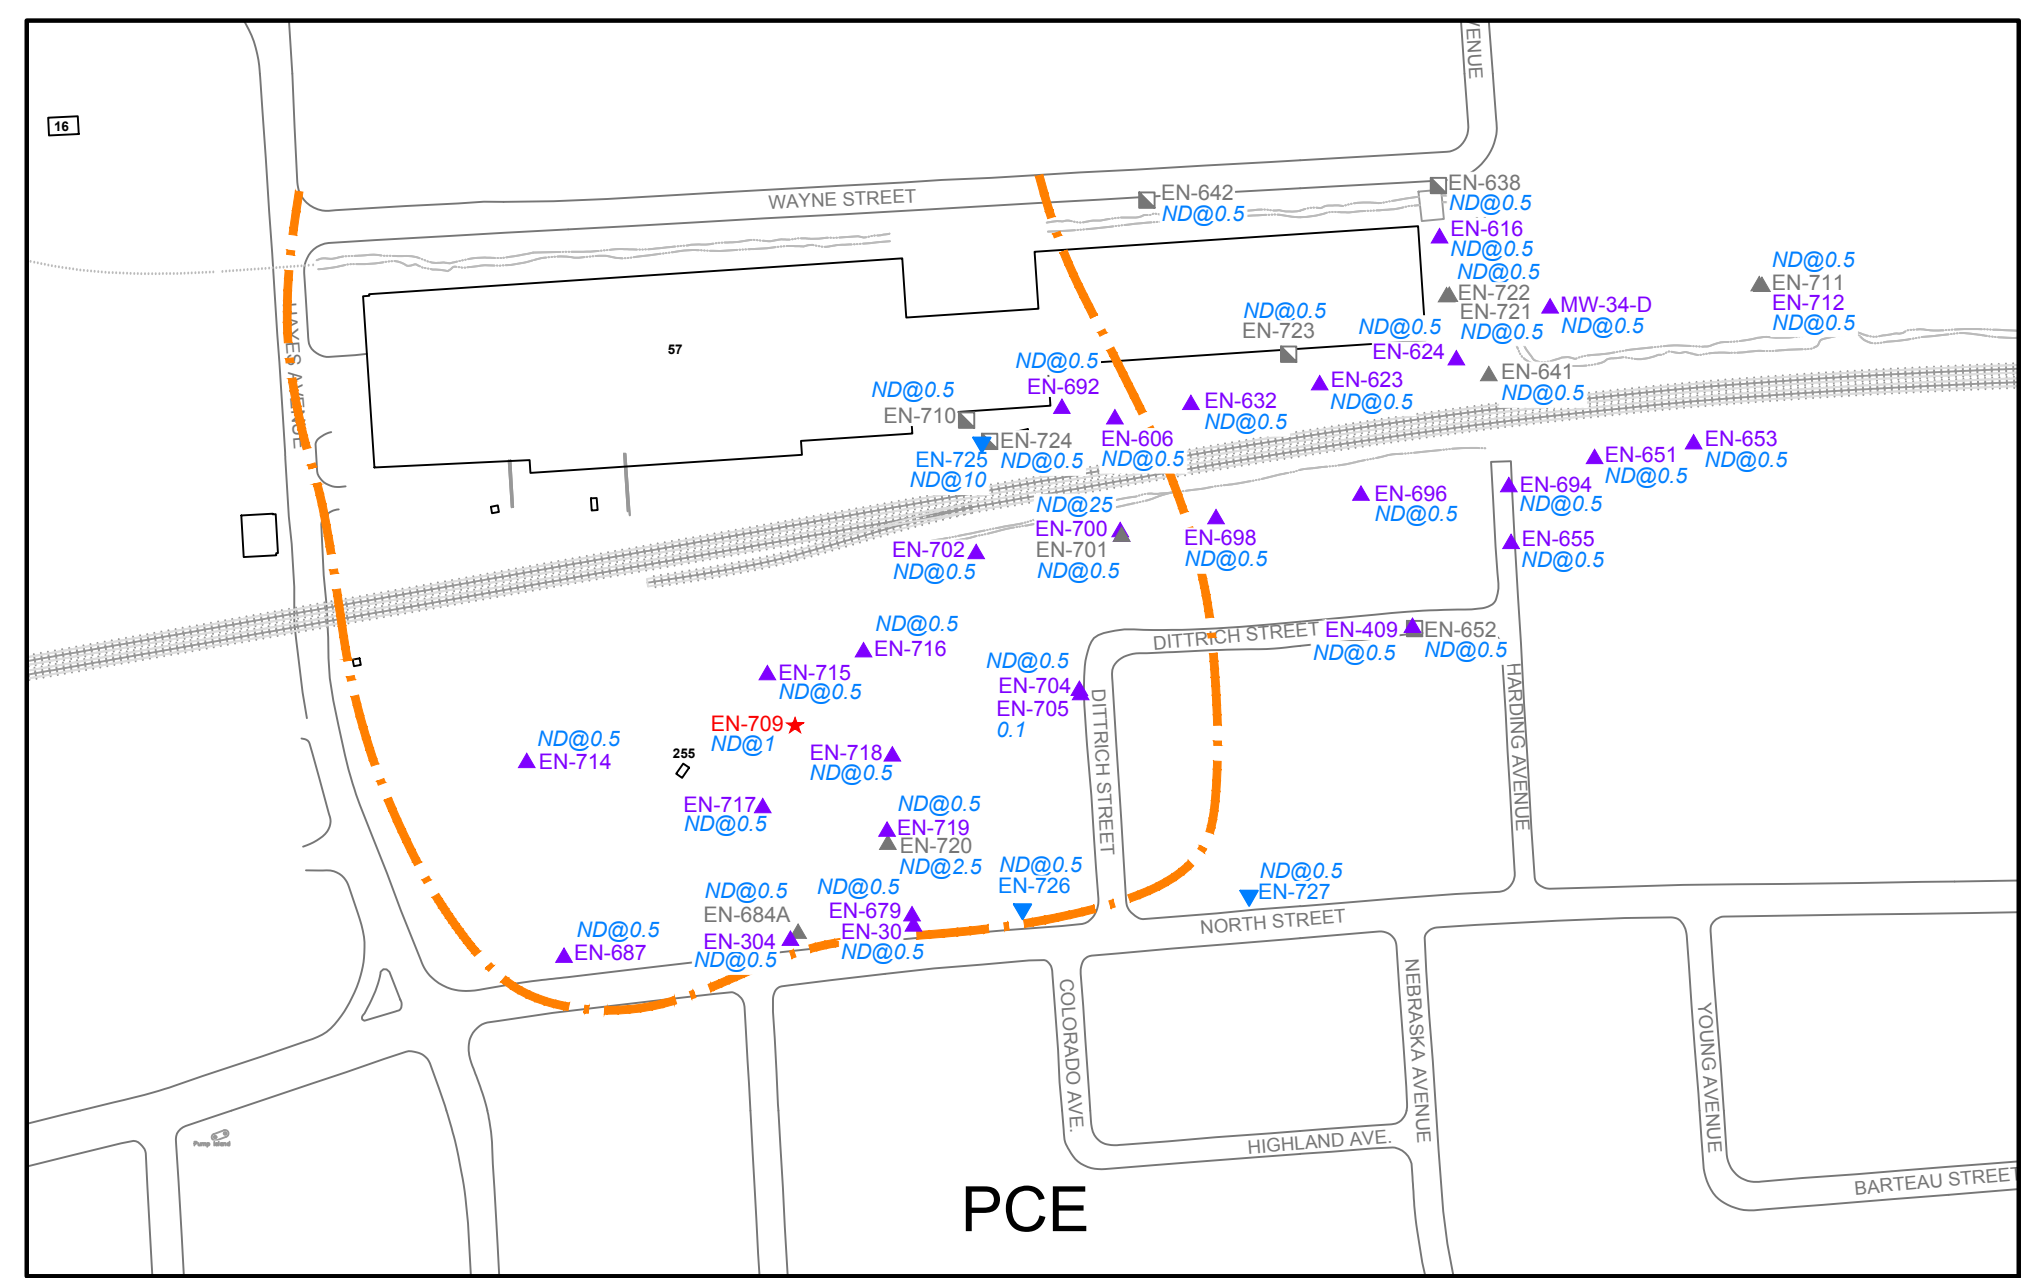 VENUE
16
WAYNE STREET
EN-642
ND@0.5
EN-638
ND@0.5
EN-616
ND@0.5
ND@0.5
EN-722
EN-721
ND@0.5
MW-34-D
ND@0.5
ND@0.5
EN-711
EN-712
ND@0.5
HAYES AVENUE
57
ND@0.5
EN-723
ND@0.5
EN-624
EN-641
ND@0.5
ND@0.5
EN-692
EN-623
ND@0.5
ND@0.5
EN-710
EN-632
ND@0.5
EN-724
ND@0.5
EN-725
ND@10
EN-606
ND@0.5
EN-653
ND@0.5
EN-651
ND@0.5
EN-694
ND@0.5
EN-696
ND@0.5
ND@25
EN-700
EN-701
ND@0.5
EN-698
ND@0.5
EN-702
ND@0.5
EN-655
ND@0.5
ND@0.5
EN-716
DITTRICH STREET
EN-409
ND@0.5
EN-652
ND@0.5
EN-715
ND@0.5
ND@0.5
EN-704
EN-705
0.1
DITTRICH STREET
HARDING AVENUE
EN-709
ND@1
ND@0.5
EN-714
255
EN-718
ND@0.5
EN-717
ND@0.5
ND@0.5
EN-719
EN-720
ND@2.5
ND@0.5
EN-726
ND@0.5
EN-727
ND@0.5
EN-684A
EN-304
ND@0.5
ND@0.5
EN-679
EN-30
ND@0.5
NORTH STREET
ND@0.5
EN-687
COLORADO AVE.
NEBRASKA AVENUE
YOUNG AVENUE
Pump Island
HIGHLAND AVE.
BARTEAU STREET
PCE